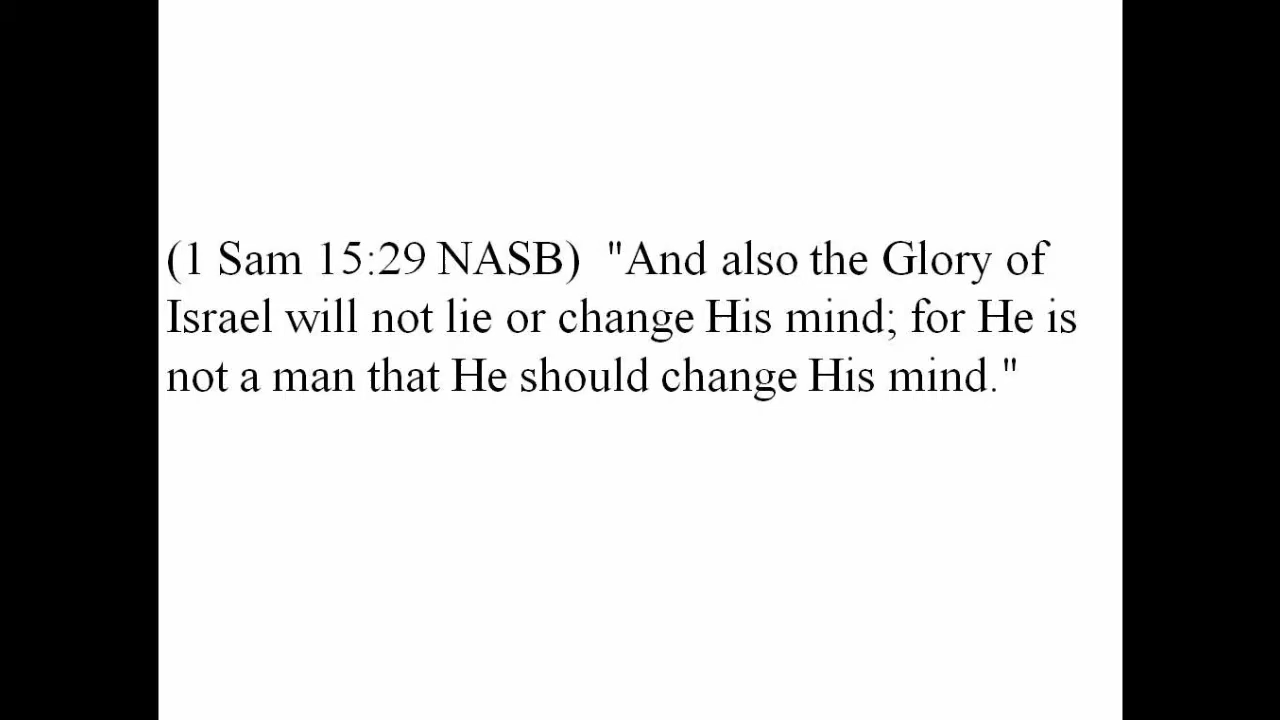 (1 Sam 15:29 NASB)  "And also the Glory of
Israel will not lie or change His mind; for He is
not a man that He should change His mind."